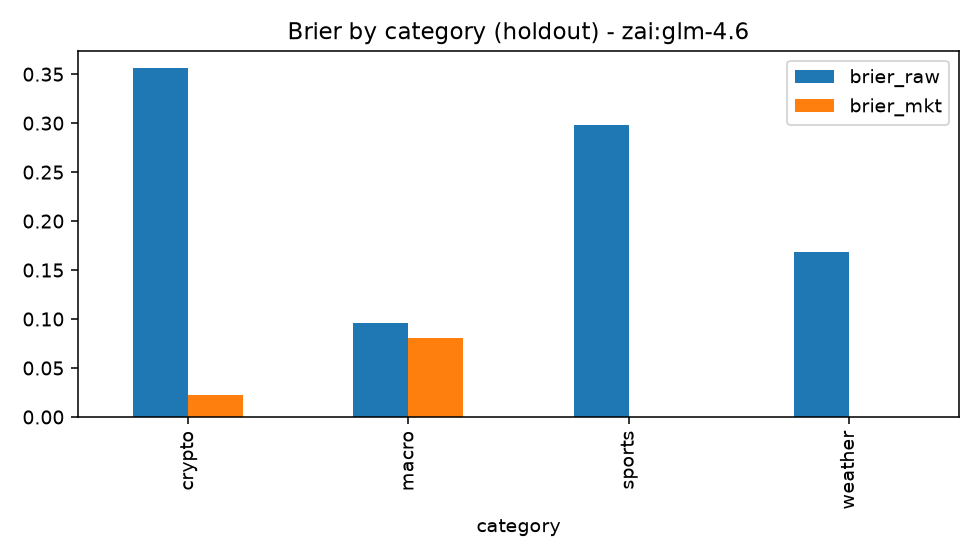 Brier by category (holdout) - zai:glm-4.6
brier_raw
brier_mkt
0.35
0.30
0.25
0.20
0.15
0.10
0.05
0.00
crypto
macro
sports
weather
category